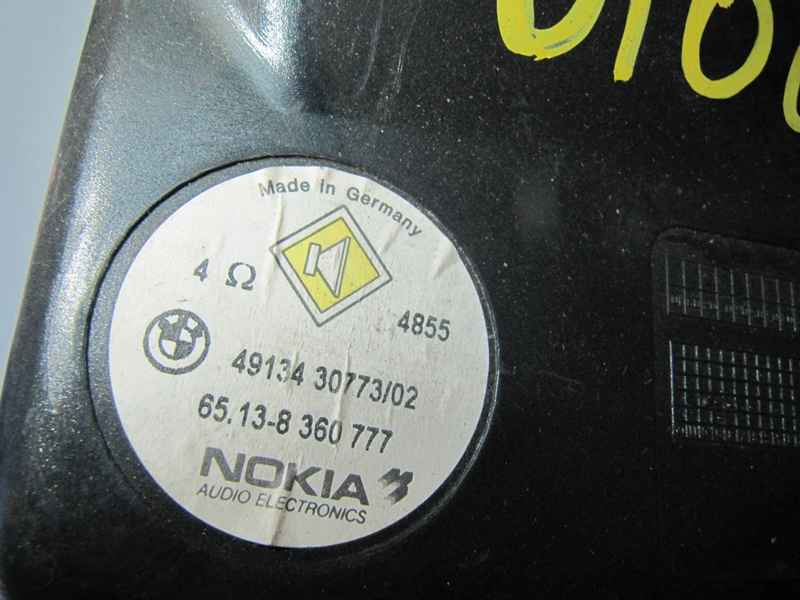 Made in Germany
4 Ω
4855
49134 30773/02
65.13-8 360 777
NOKIA
AUDIO ELECTRONICS